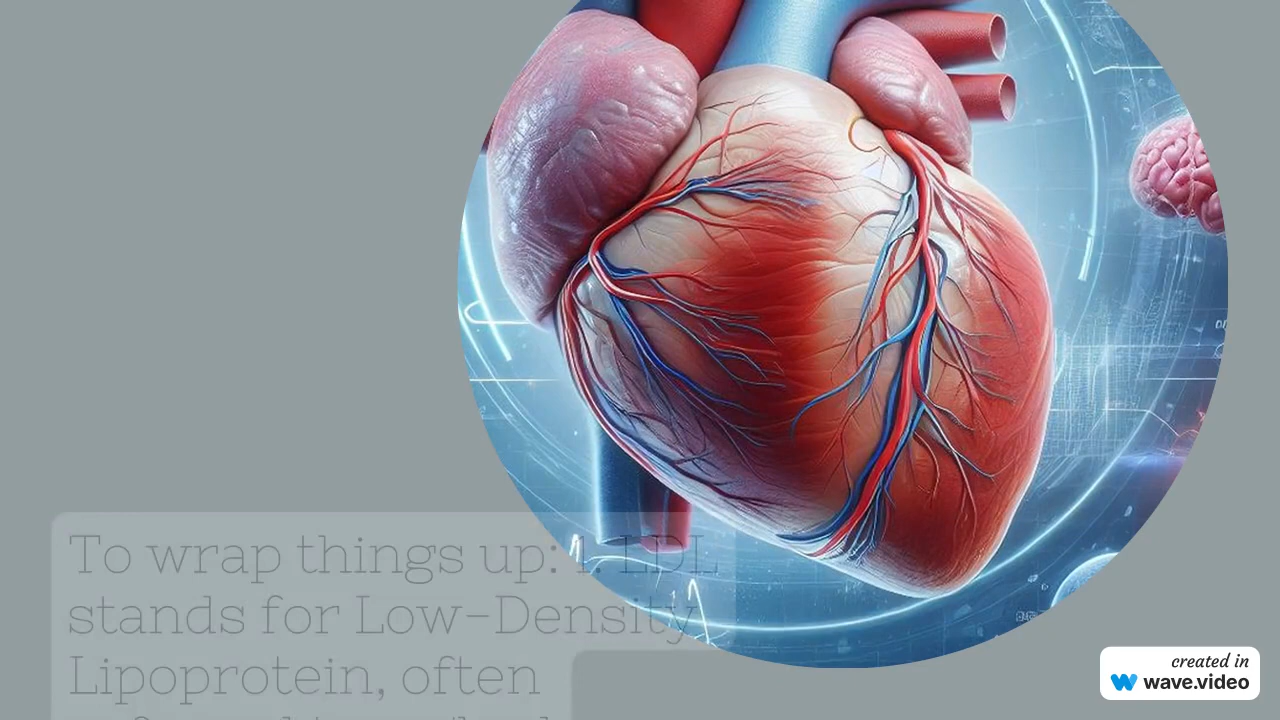 To wrap things up: 1. LDL
stands for Low-Density
Lipoprotein, often
created in
wave.video